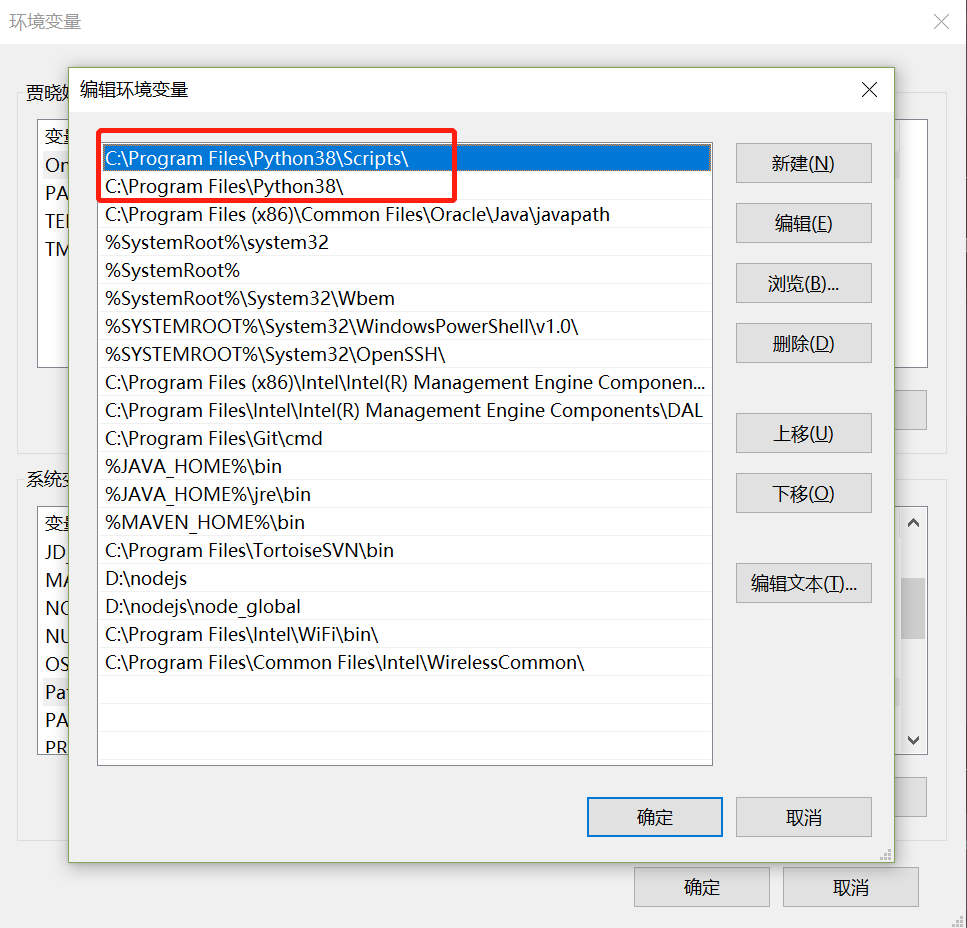 环境变量
编辑环境变量
C:\Program Files\Python38\Scripts\
C:\Program Files\Python38\
C:\Program Files (x86)\Common Files\Oracle\Java\javapath
%SystemRoot%\system32
%SystemRoot%
%SystemRoot%\System32\Wbem
%SYSTEMROOT%\System32\WindowsPowerShell\v1.0\
%SYSTEMROOT%\System32\OpenSSH\
C:\Program Files (x86)\Intel\Intel(R) Management Engine Componen...
C:\Program Files\Intel\Intel(R) Management Engine Components\DAL
C:\Program Files\Git\cmd
%JAVA_HOME%\bin
%JAVA_HOME%\jre\bin
%MAVEN_HOME%\bin
C:\Program Files\TortoiseSVN\bin
D:\nodejs
D:\nodejs\node_global
C:\Program Files\Intel\WiFi\bin\
C:\Program Files\Common Files\Intel\WirelessCommon\
新建(N)
编辑(E)
浏览(B)...
删除(D)
上移(U)
下移(O)
编辑文本(T)...
确定
取消
贾晓
变
On
PA
TE
TM
系统
变
JD
MA
NO
NU
OS
Pa
PA
PR
确定
取消